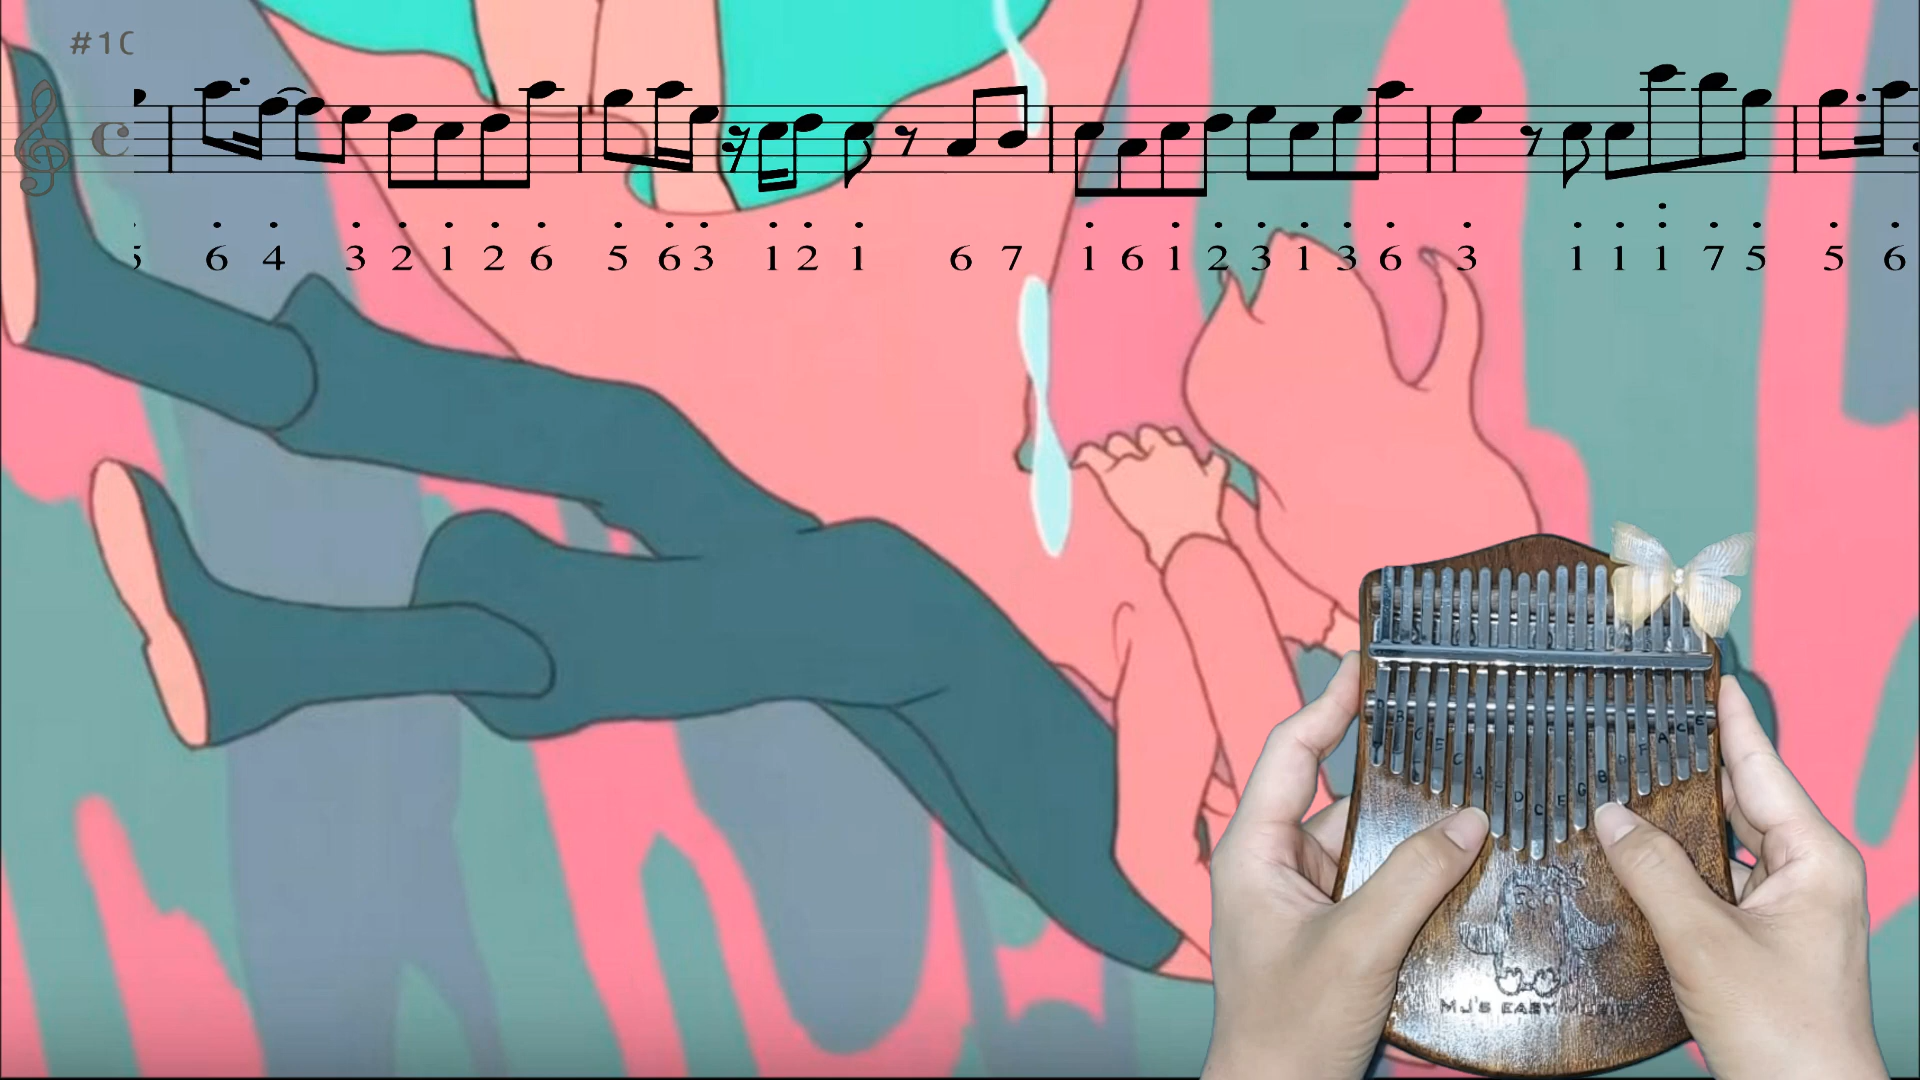 #10
5 6 4 3 2 1 2 6 5 6 3 1 2 1 6 7 1 6 1 2 3 1 3 6 3 1 1 1 7 5 5 6
D B G E C A D C E G B D F A C E
MJ'S EASY MUSIC